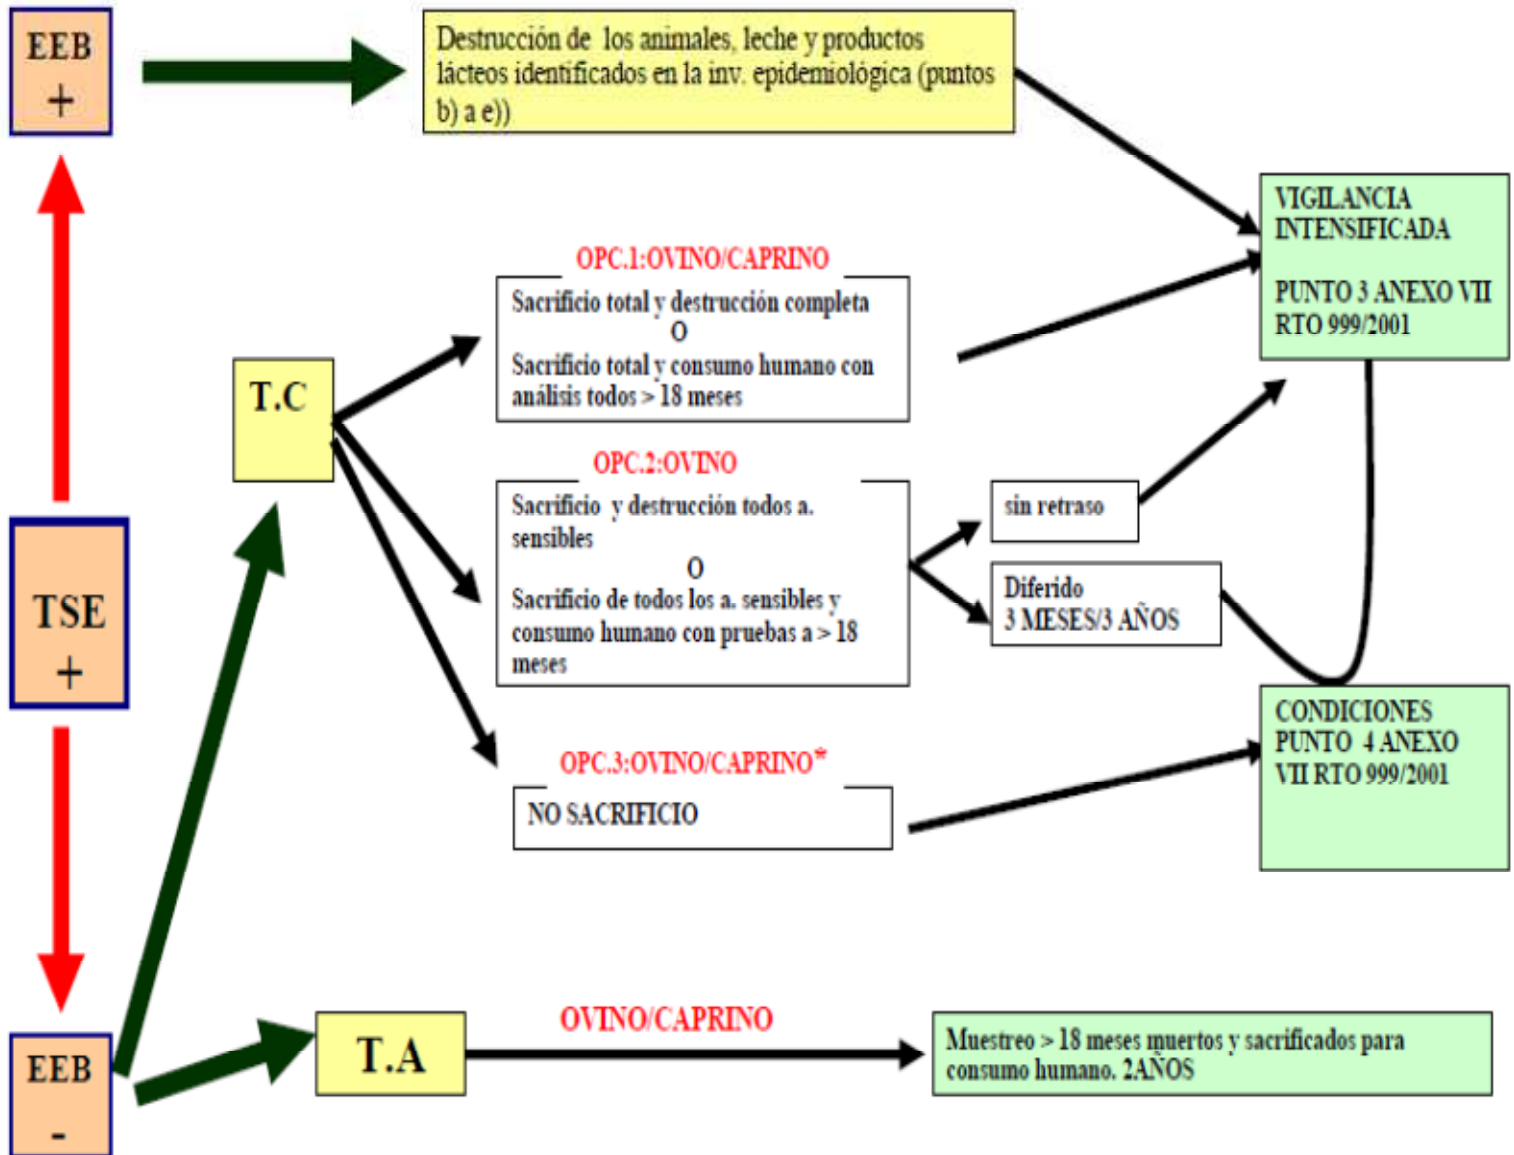 EEB
+
Destrucción de los animales, leche y productos
lácteos identificados en la inv. epidemiológica (puntos
b) a e))
VIGILANCIA
INTENSIFICADA
PUNTO 3 ANEXO VII
RTO 999/2001
OPC.1:OVINO/CAPRINO
Sacrificio total y destrucción completa
O
Sacrificio total y consumo humano con
análisis todos > 18 meses
T.C
OPC.2:OVINO
Sacrificio y destrucción todos a.
sensibles
O
Sacrificio de todos los a. sensibles y
consumo humano con pruebas a > 18
meses
sin retraso
Diferido
3 MESES/3 AÑOS
TSE
+
OPC.3:OVINO/CAPRINO*
NO SACRIFICIO
CONDICIONES
PUNTO 4 ANEXO
VII RTO 999/2001
EEB
-
T.A
OVINO/CAPRINO
Muestreo > 18 meses muertos y sacrificados para
consumo humano. 2AÑOS